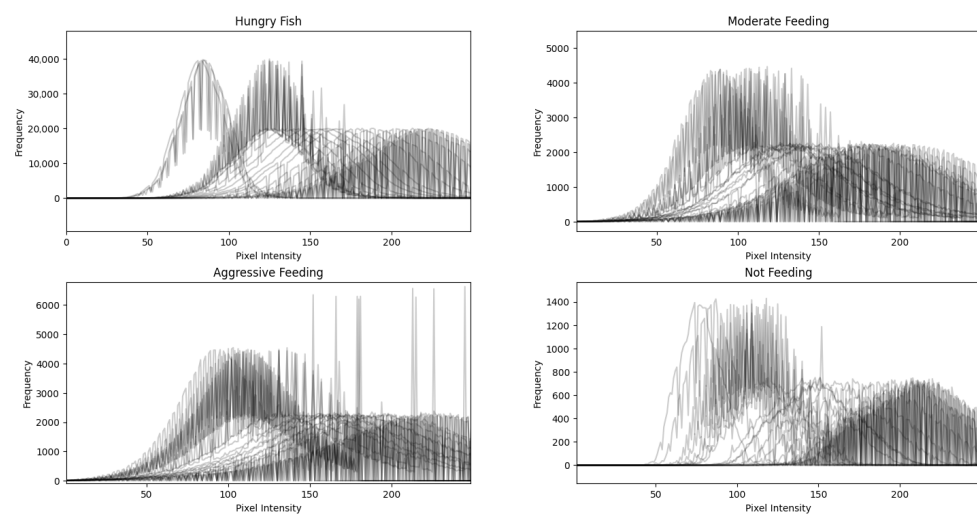 Hungry Fish
Frequency
40,000
30,000
20,000
10,000
0
0 50 100 150 200
Pixel Intensity
Moderate Feeding
Frequency
5000
4000
3000
2000
1000
0
50 100 150 200
Pixel Intensity
Aggressive Feeding
Frequency
6000
5000
4000
3000
2000
1000
0
50 100 150 200
Pixel Intensity
Not Feeding
Frequency
1400
1200
1000
800
600
400
200
0
50 100 150 200
Pixel Intensity